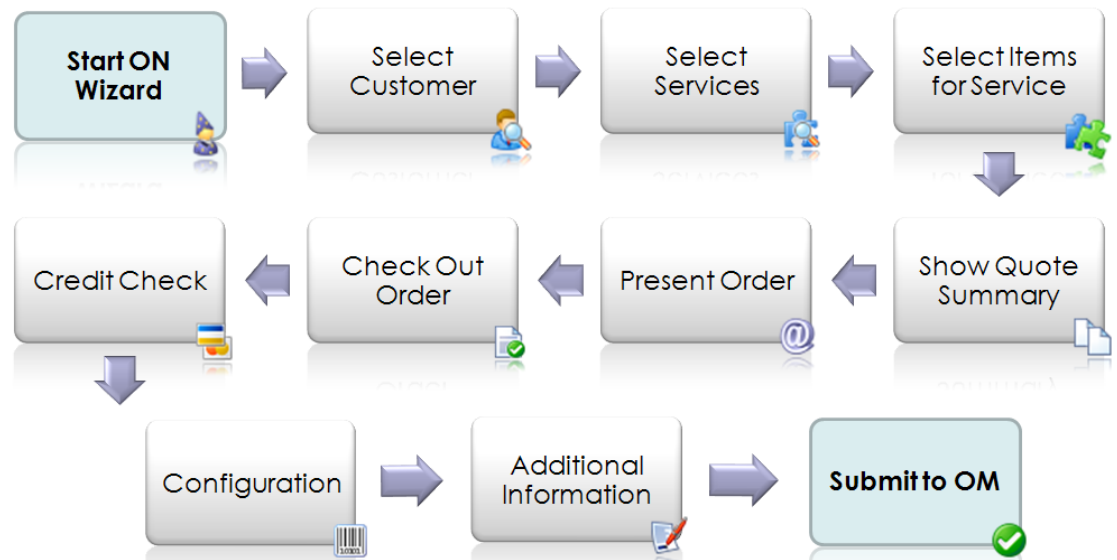 Start ON
Wizard
Select
Customer
Select
Services
Select Items
for Service
Credit Check
Check Out
Order
Present Order
Show Quote
Summary
Configuration
Additional
Information
Submit to OM